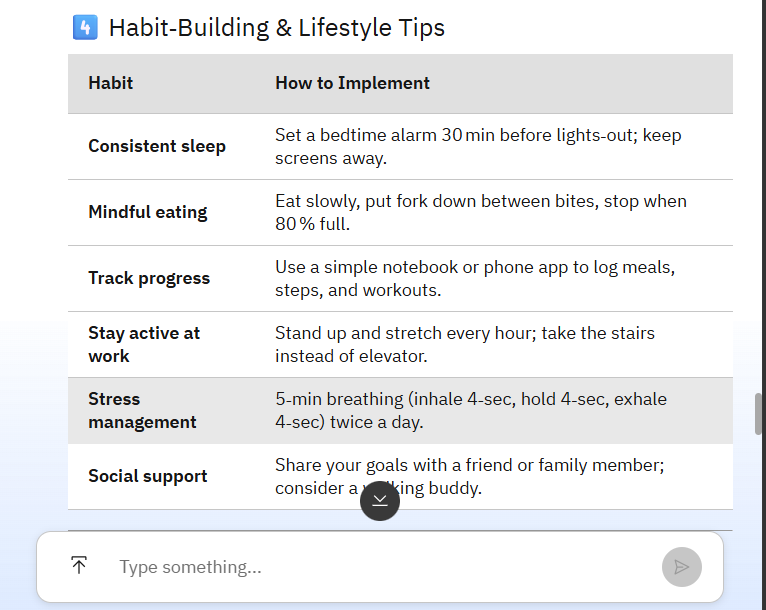 4 Habit-Building & Lifestyle Tips
Habit How to Implement
Consistent sleep Set a bedtime alarm 30 min before lights-out; keep
screens away.
Mindful eating Eat slowly, put fork down between bites, stop when
80 % full.
Track progress Use a simple notebook or phone app to log meals,
steps, and workouts.
Stay active at
work
Stand up and stretch every hour; take the stairs
instead of elevator.
Stress
management
5-min breathing (inhale 4-sec, hold 4-sec, exhale
4-sec) twice a day.
Social support Share your goals with a friend or family member;
consider a buddy.
Type something...